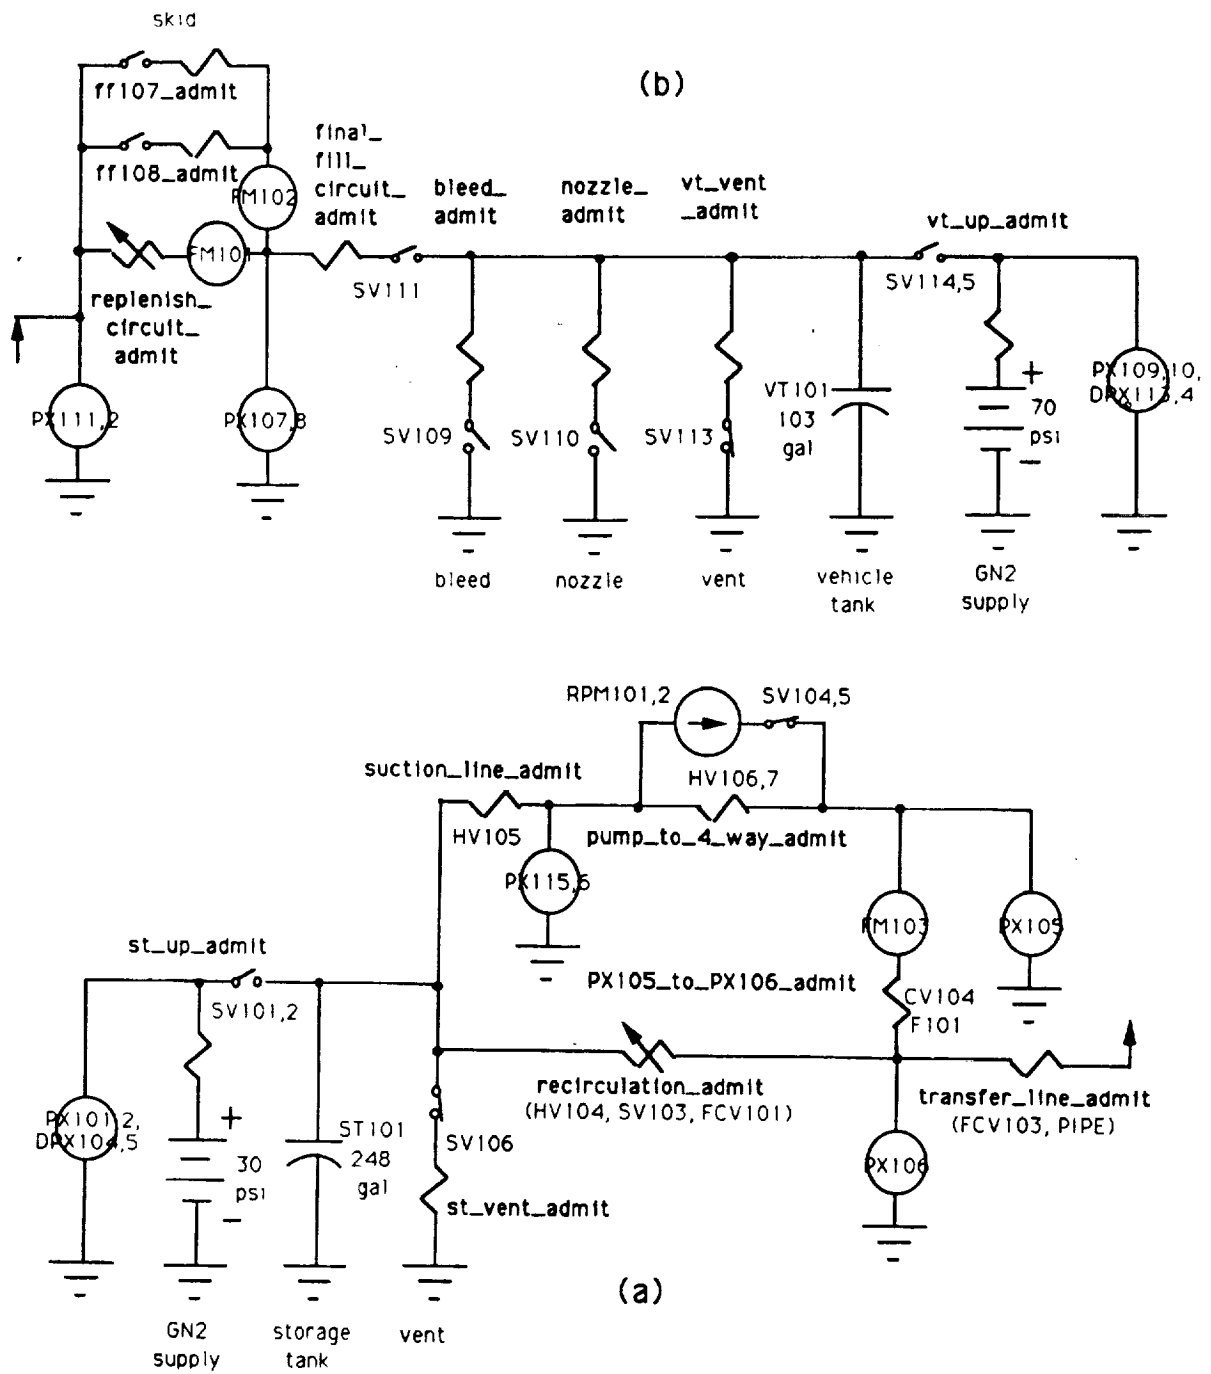 skid
(b)
ff107_admit
ff108_admit
FM102
final_
fill_
circuit_
admit
bleed_
admit
nozzle_
admit
vt_vent
_admit
vt_up_admit
FM10
SV111
SV114,5
replenish_
circuit_
admit
PX111,2
PX107,8
SV109
SV110
SV113
VT101
103
gal
+
70
psi
−
PX109,10,
DPX113,4
bleed
nozzle
vent
vehicle
tank
GN2
supply
RPM101,2
SV104,5
suction_line_admit
HV106,7
HV105
pump_to_4_way_admit
PX115,6
FM103
PX105
st_up_admit
SV101,2
PX105_to_PX106_admit
CV104
F101
recirculation_admit
(HV104, SV103, FCV101)
transfer_line_admit
(FCV103, PIPE)
PX101,2,
DPX104,5
+
30
psi
−
ST101
248
gal
SV106
st_vent_admit
PX106
(a)
GN2
supply
storage
tank
vent